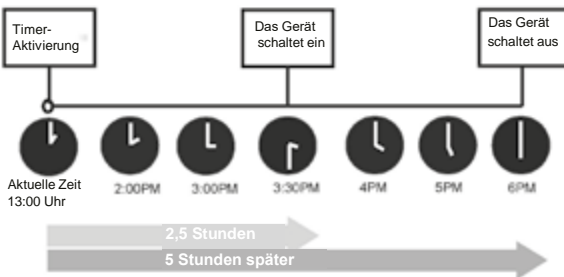 Timer-
Aktivierung
Das Gerät
schaltet ein
Das Gerät
schaltet aus
Aktuelle Zeit
13:00 Uhr
2:00PM
3:00PM
3:30PM
4PM
5PM
6PM
2,5 Stunden
5 Stunden später